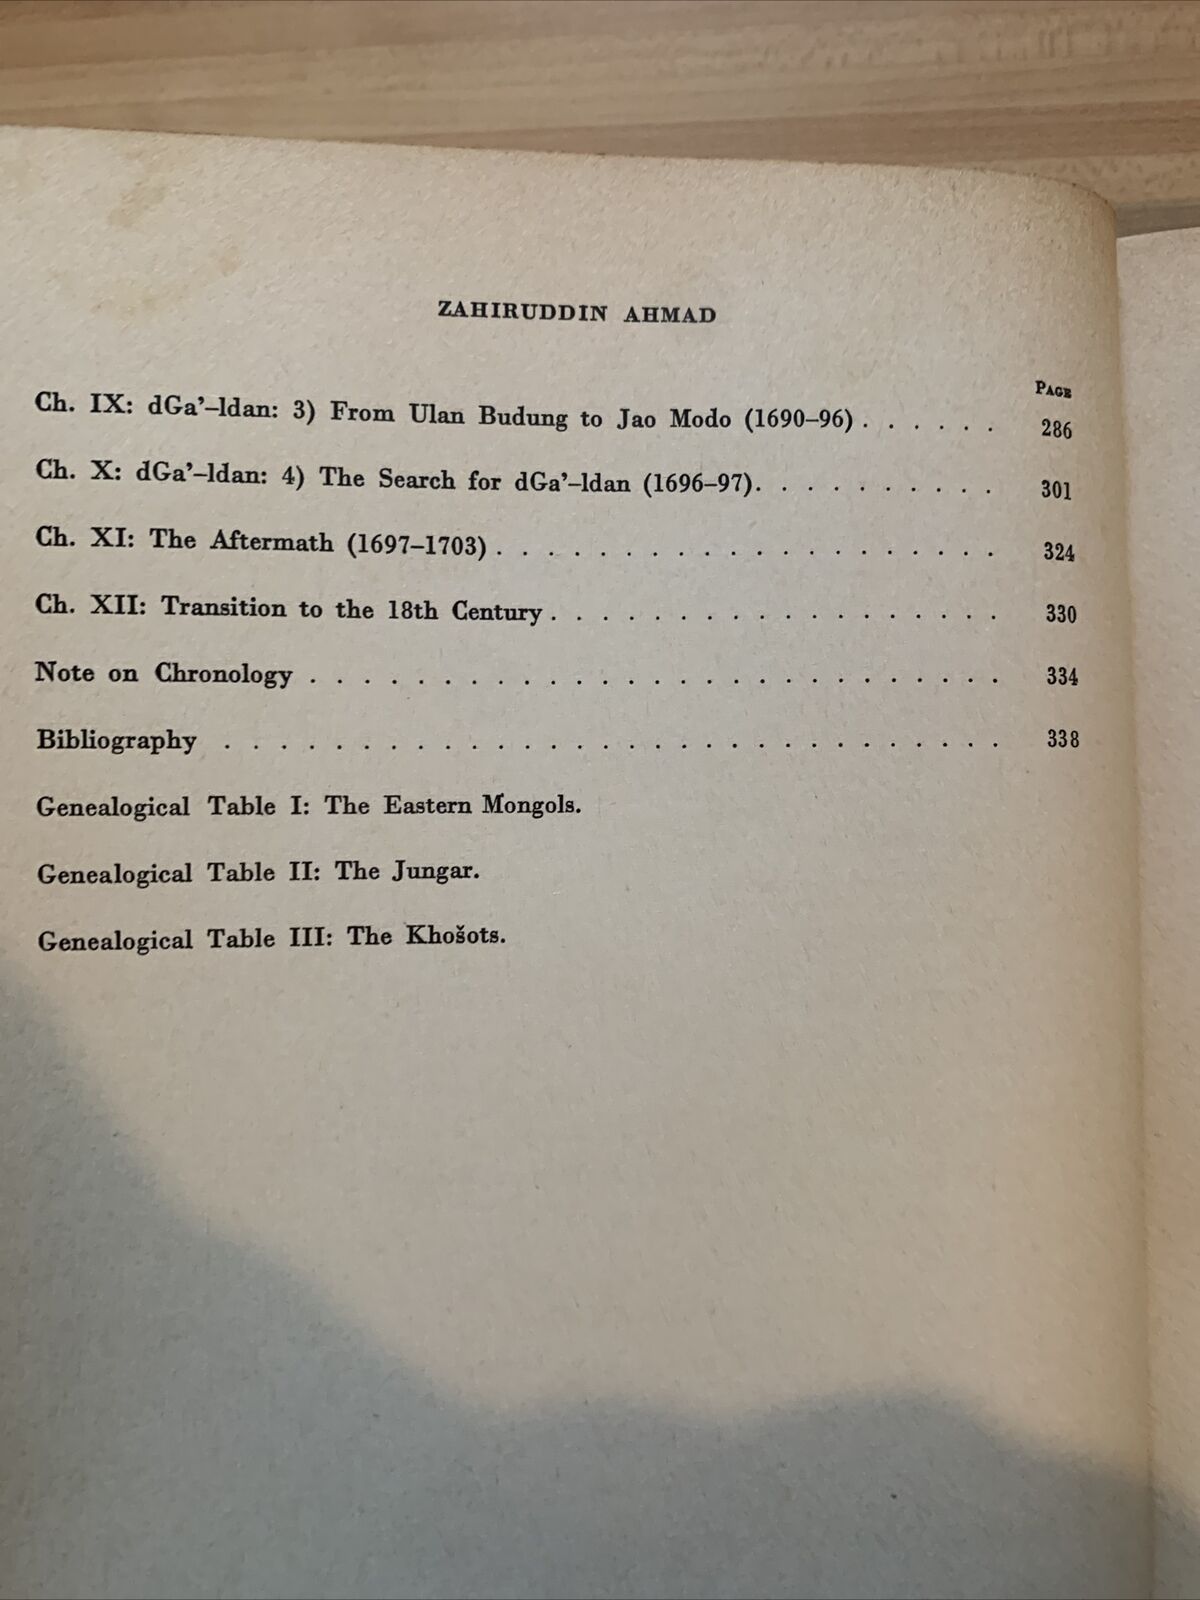 ZAHIRUDDIN AHMAD
PAGE
Ch. IX: dGa’–ldan: 3) From Ulan Budung to Jao Modo (1690–96) . . . . . . 286
Ch. X: dGa’–ldan: 4) The Search for dGa’–ldan (1696–97). . . . . . . . . . 301
Ch. XI: The Aftermath (1697–1703) . . . . . . . . . . . . . . . . . . . . 324
Ch. XII: Transition to the 18th Century . . . . . . . . . . . . . . . . . . 330
Note on Chronology . . . . . . . . . . . . . . . . . . . . . . . . . . . 334
Bibliography . . . . . . . . . . . . . . . . . . . . . . . . . . . . . . 338
Genealogical Table I: The Eastern Mongols.
Genealogical Table II: The Jungar.
Genealogical Table III: The Khošots.